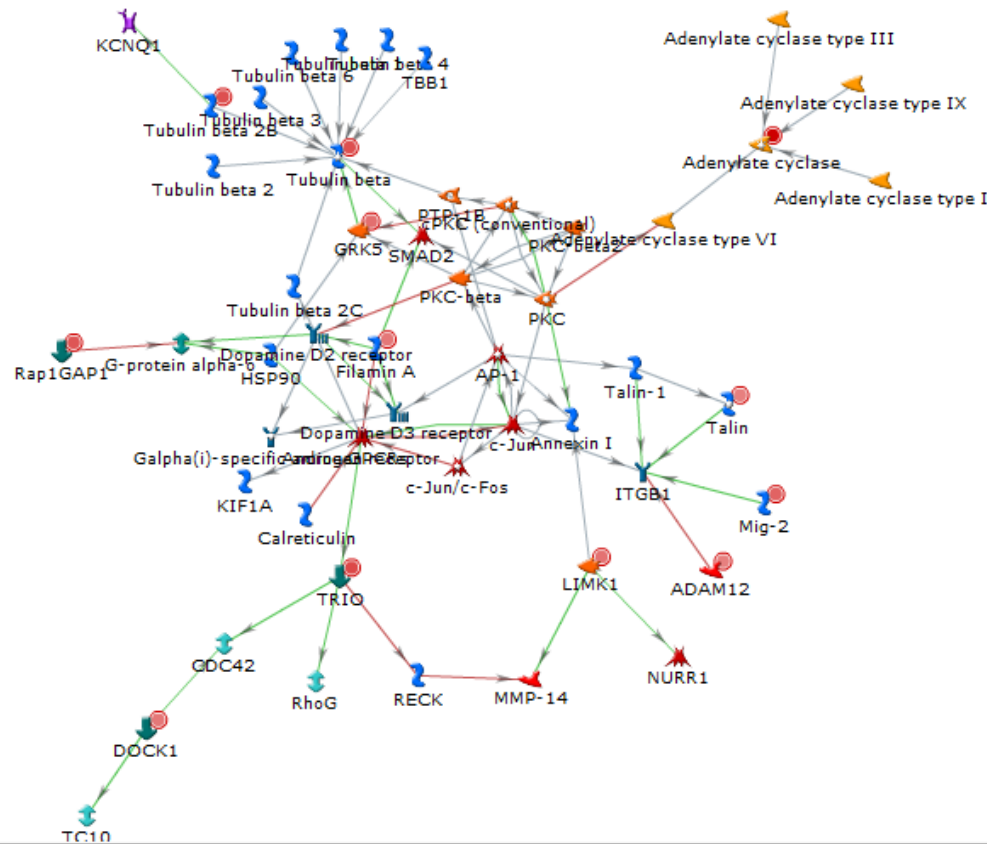 Adenylate cyclase type III
KCNQ1
Tubulin beta 4
Tubulin beta 6
TBB1
Adenylate cyclase type IX
Tubulin beta 3
Tubulin beta 2B
Adenylate cyclase
Tubulin beta 2
Tubulin beta
Adenylate cyclase type I
PTP-1B
cPKC (conventional)
Adenylate cyclase type VI
GRK5
SMAD2
PKC-beta
Tubulin beta 2C
PKC
Dopamine D2 receptor
G-protein alpha-o
Rap1GAP1
HSP90
Filamin A
AP-1
Talin-1
Talin
Dopamine D3 receptor
c-Jun
Annexin I
Galpha(i)-specific
c-Jun/c-Fos
ITGB1
KIF1A
Mig-2
Calreticulin
LIMK1
ADAM12
TRIO
CDC42
NURR1
RhoG
RECK
MMP-14
DOCK1
TC10